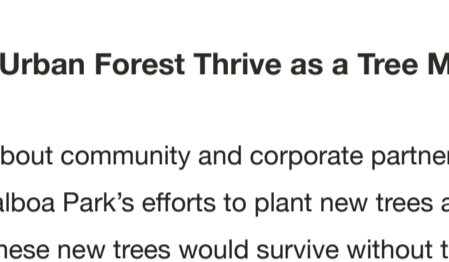 Urban Forest Thrive as a Tree M
bout community and corporate partner
alboa Park’s efforts to plant new trees a
hese new trees would survive without t